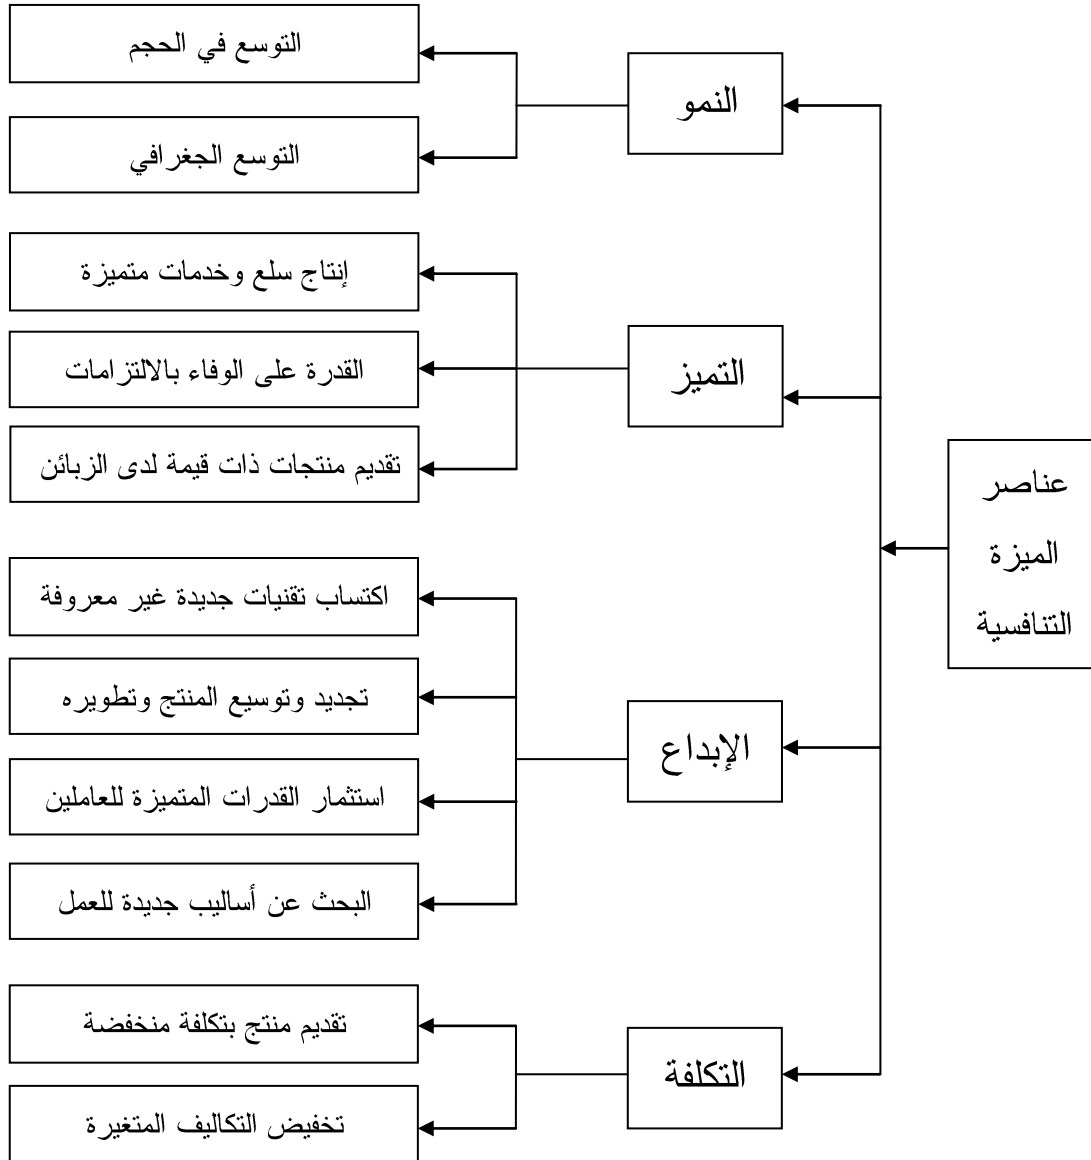 عناصر
الميزة
التنافسية
النمو
التوسع في الحجم
التوسع الجغرافي
التميز
إنتاج سلع وخدمات متميزة
القدرة على الوفاء بالالتزامات
تقديم منتجات ذات قيمة لدى الزبائن
الإبداع
اكتساب تقنيات جديدة غير معروفة
تجديد وتوسيع المنتج وتطويره
استثمار القدرات المتميزة للعاملين
البحث عن أساليب جديدة للعمل
التكلفة
تقديم منتج بتكلفة منخفضة
تخفيض التكاليف المتغيرة